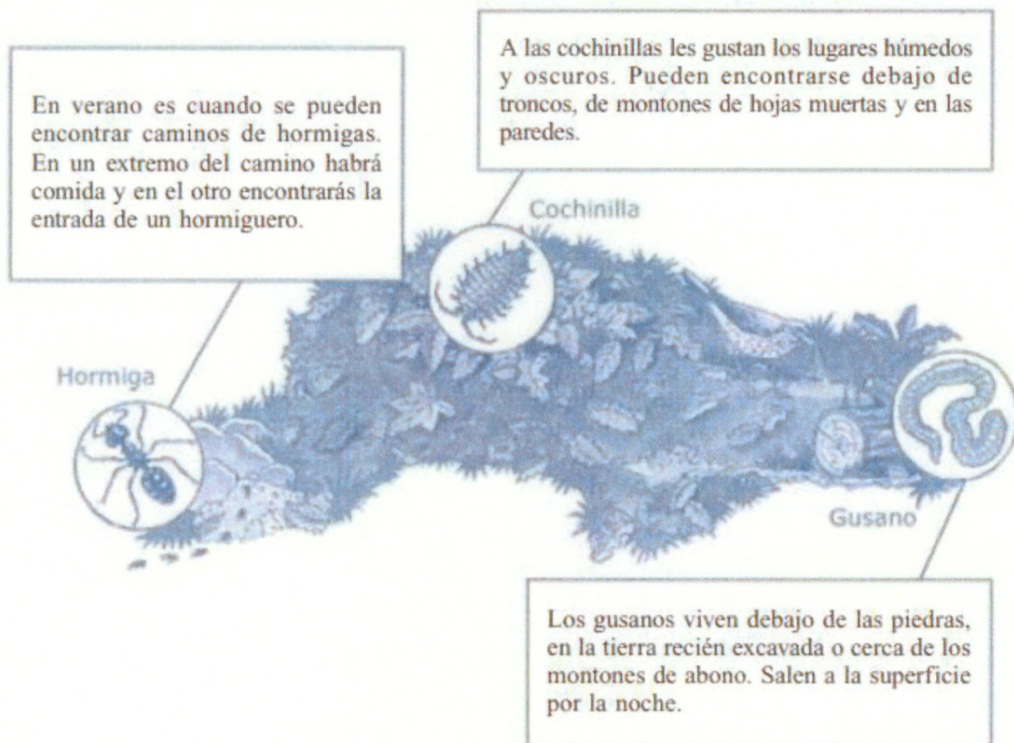 En verano es cuando se pueden
encontrar caminos de hormigas.
En un extremo del camino habrá
comida y en el otro encontrarás la
entrada de un hormiguero.
A las cochinillas les gustan los lugares húmedos
y oscuros. Pueden encontrarse debajo de
troncos, de montones de hojas muertas y en las
paredes.
Cochinilla
Hormiga
Gusano
Los gusanos viven debajo de las piedras,
en la tierra recién excavada o cerca de los
montones de abono. Salen a la superficie
por la noche.